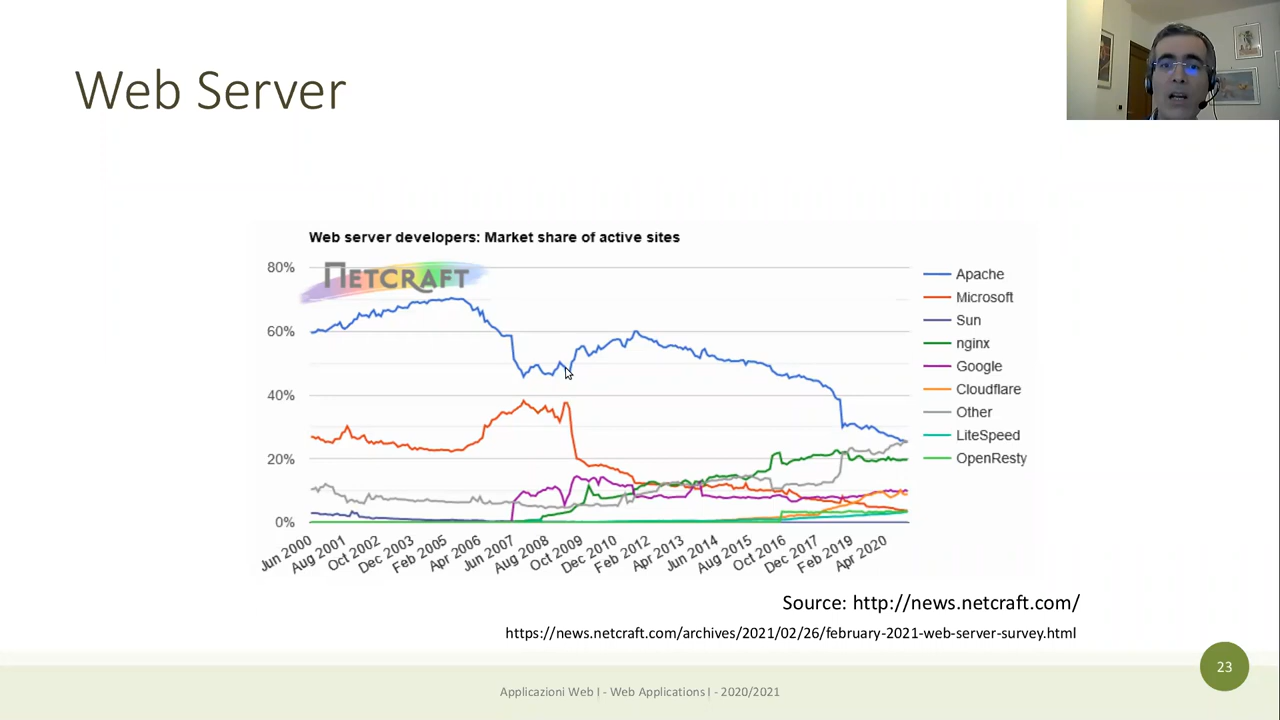 Web Server
Web server developers: Market share of active sites
NETCRAFT
80%
60%
40%
20%
0%
Apache
Microsoft
Sun
nginx
Google
Cloudflare
Other
LiteSpeed
OpenResty
Jun 2000
Aug 2001
Oct 2002
Dec 2003
Feb 2005
Apr 2006
Jun 2007
Aug 2008
Oct 2009
Dec 2010
Feb 2012
Apr 2013
Jun 2014
Aug 2015
Oct 2016
Dec 2017
Feb 2019
Apr 2020
Source: http://news.netcraft.com/
https://news.netcraft.com/archives/2021/02/26/february-2021-web-server-survey.html
23
Applicazioni Web I - Web Applications I - 2020/2021